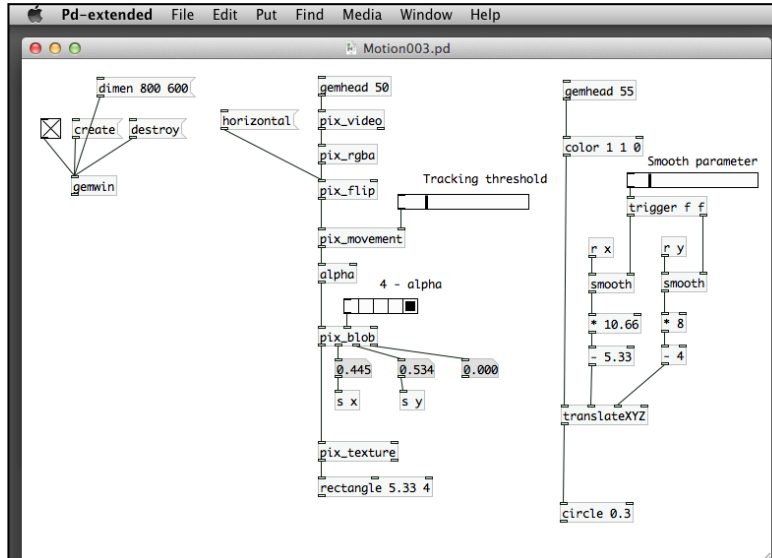 Pd-extended File Edit Put Find Media Window Help
Motion003.pd
dimen 800 600
create
destroy
gemwin
horizontal
gemhead 50
pix_video
pix_rgba
pix_flip
Tracking threshold
pix_movement
alpha
4 - alpha
pix_blob
0.445
0.534
0.000
s x
s y
pix_texture
rectangle 5.33 4
gemhead 55
color 1 1 0
Smooth parameter
trigger f f
r x
r y
smooth
smooth
* 10.66
* 8
- 5.33
- 4
translateXYZ
circle 0.3